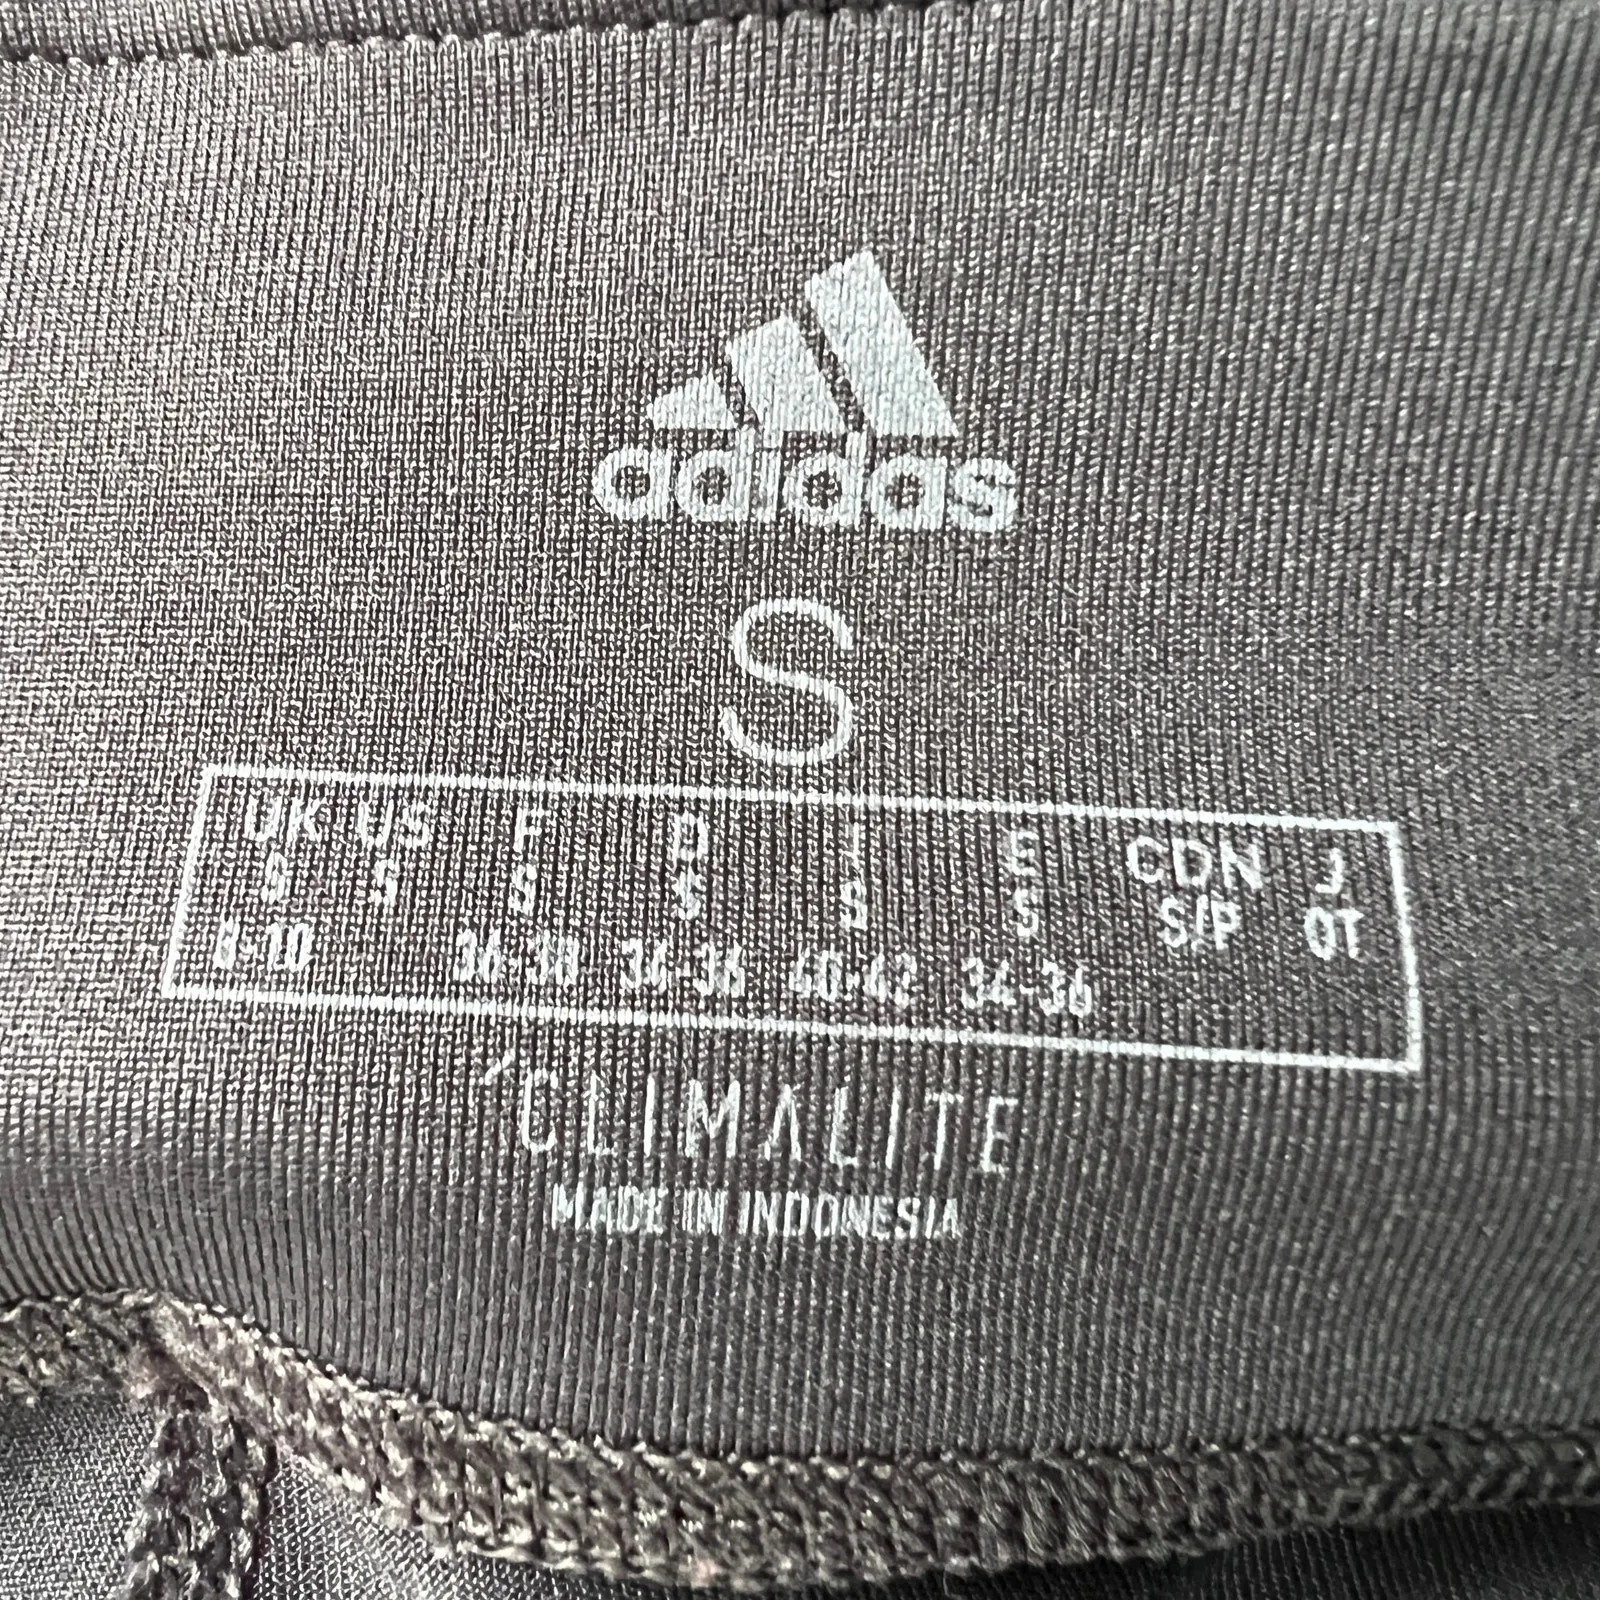 adidas
S
UK US F D I E CDN J
S S S S S S S/P OT
8-10 36-38 34-36 40-42 34-36
CLIMALITE
MADE IN INDONESIA